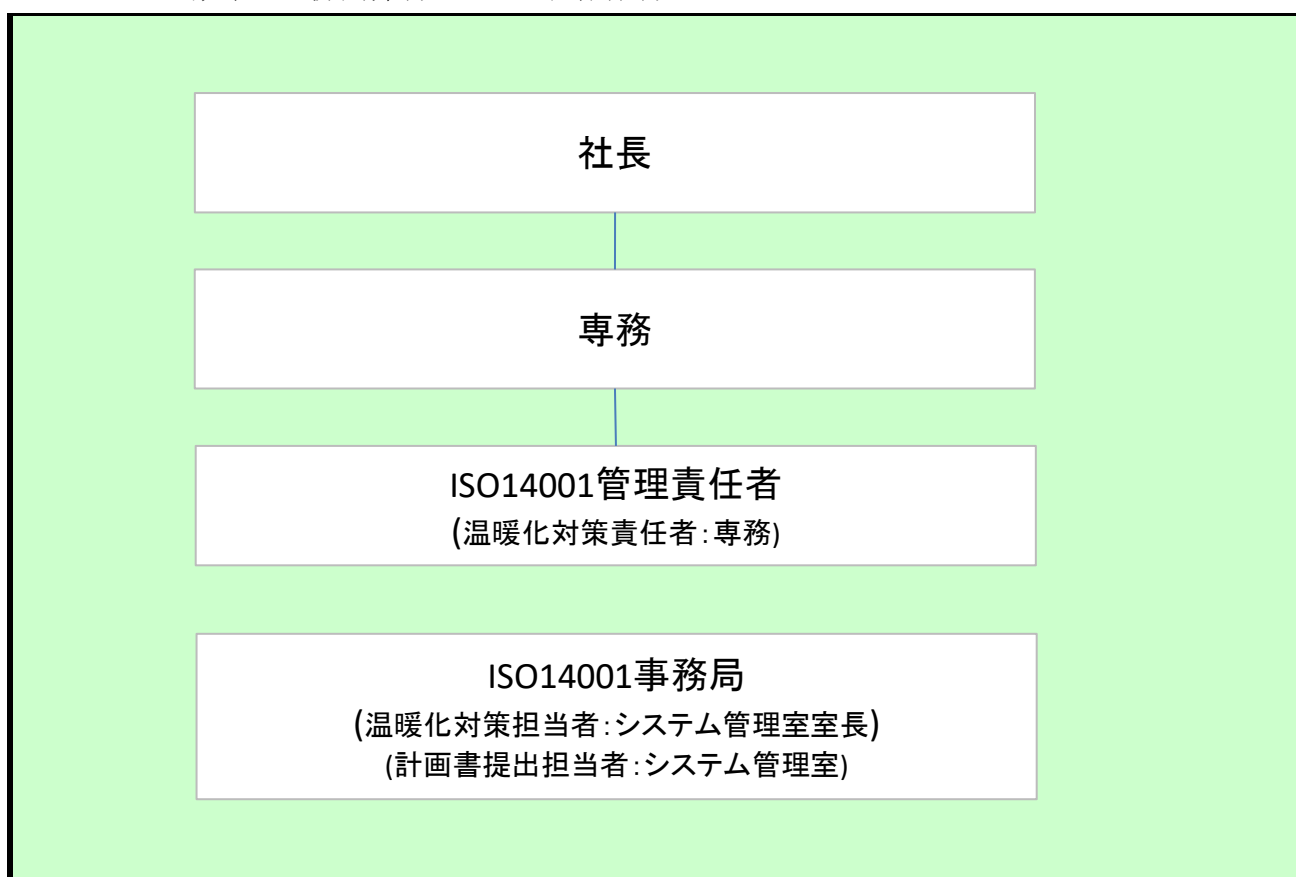 社長
専務
ISO14001管理責任者
(温暖化対策責任者:専務)
ISO14001事務局
(温暖化対策担当者:システム管理室室長)
(計画書提出担当者:システム管理室)